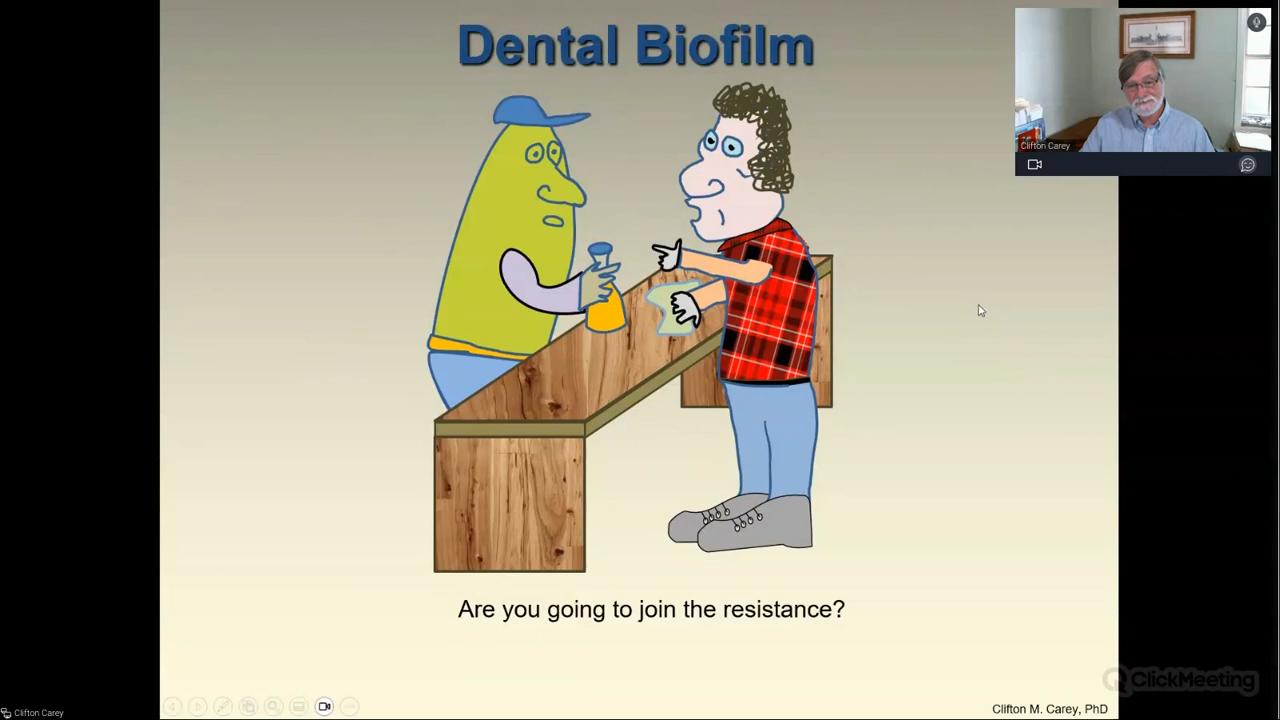 Dental Biofilm
Clifton Carey
Are you going to join the resistance?
ClickMeeting
Clifton Carey
Clifton M. Carey, PhD